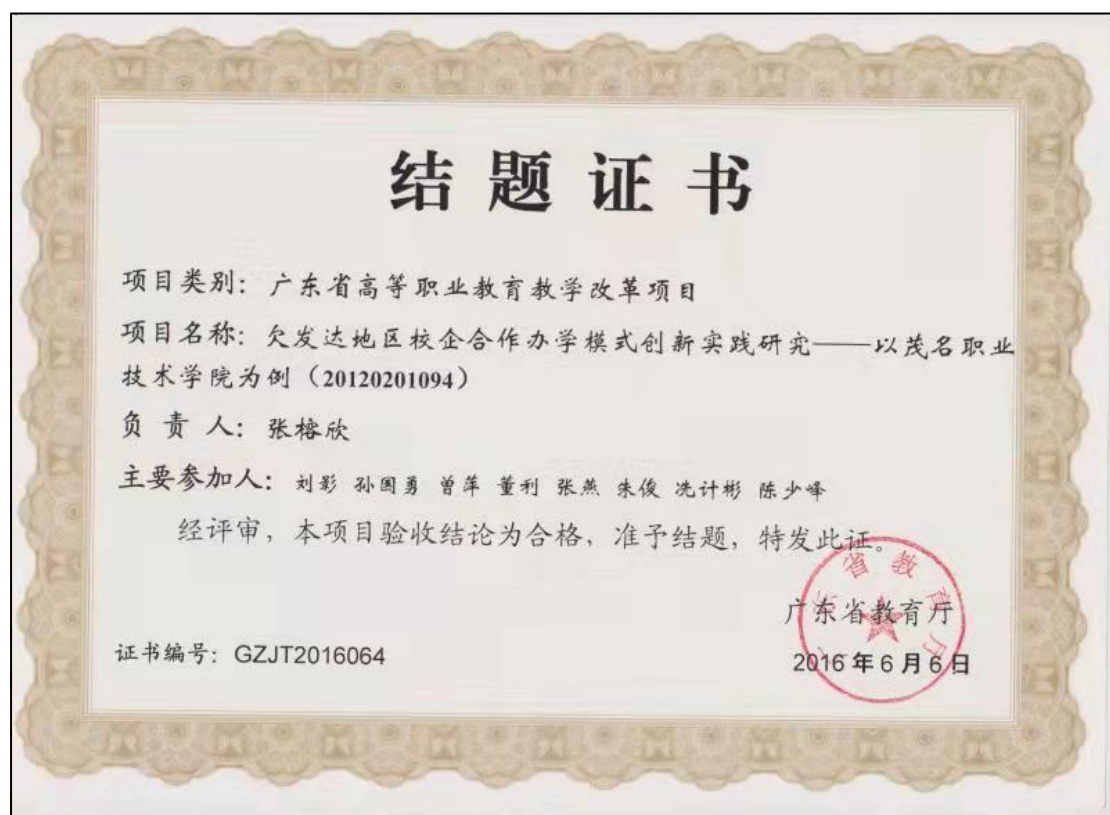 结题证书
项目类别：广东省高等职业教育教学改革项目
项目名称：欠发达地区校企合作办学模式创新实践研究——以茂名职业
技术学院为例（20120201094）
负 责 人：张榕欣
主要参加人：刘影 孙国勇 曾萍 董利 张燕 朱俊 冼计彬 陈少峰
经评审，本项目验收结论为合格，准予结题，特发此证。
广东省教育厅
证书编号：GZJT2016064
2016年6月6日